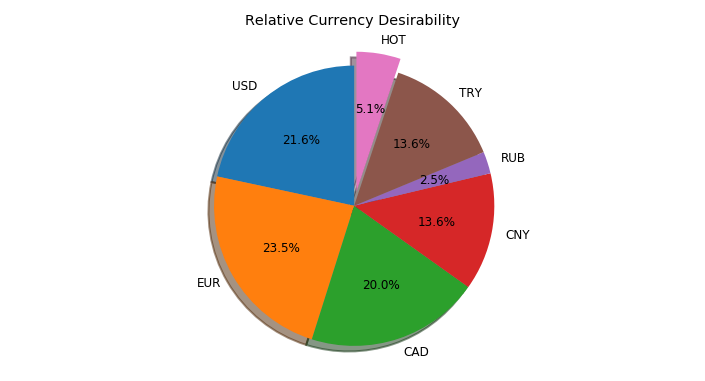 Relative Currency Desirability
HOT
USD
TRY
5.1%
21.6%
13.6%
RUB
2.5%
13.6%
CNY
23.5%
EUR
20.0%
CAD